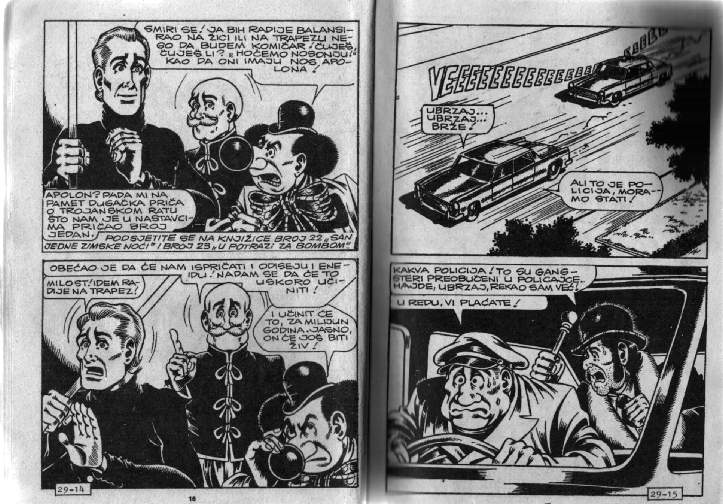 SMIRI SE! JA BIH RADIJE BALANSI-
RAO NA ŽICI ILI NA TRAPEZU NE-
GO DA BUDEM KOMIČAR! ČUJEŠ,
ČUJEŠ LI? „HOĆEMO NOSONJU!"
KAO DA ONI IMAJU NOS APO-
LONA!
APOLON? PADA MI NA
PAMET DUGAČKA PRIČA
O TROJANSKOM RATU
ŠTO NAM JE U NASTAVCI-
MA PRIČAO BROJ
JEDAN.
PODSJETITE SE NA KNJIŽICE BROJ 22 „SAN
JEDNE ZIMSKE NOĆI" I BROJ 23 „U POTRAZI ZA BOMBOM"
OBEĆAO JE DA ĆE NAM ISPRIČATI I ODISEJU I ENE-
IDU. NADAM SE DA ĆE TO
USKORO UČI-
NITI!
MILOST! IDEM RA-
DIJE NA TRAPEZ!
I UČINIT ĆE
TO, ZA MILIJUN
GODINA. JASNO,
ON ĆE JOŠ BITI
ŽIV!
29-14
16
UBRZAJ...
UBRZAJ...
BRŽE!
ALI TO JE PO-
LICIJA, MORA-
MO STATI!
KAKVA POLICIJA! TO SU GANG-
STERI PREOBUČENI U POLICAJCE.
HAJDE, UBRZAJ, REKAO SAM VEĆ!
U REDU, VI PLAĆATE!
29-15